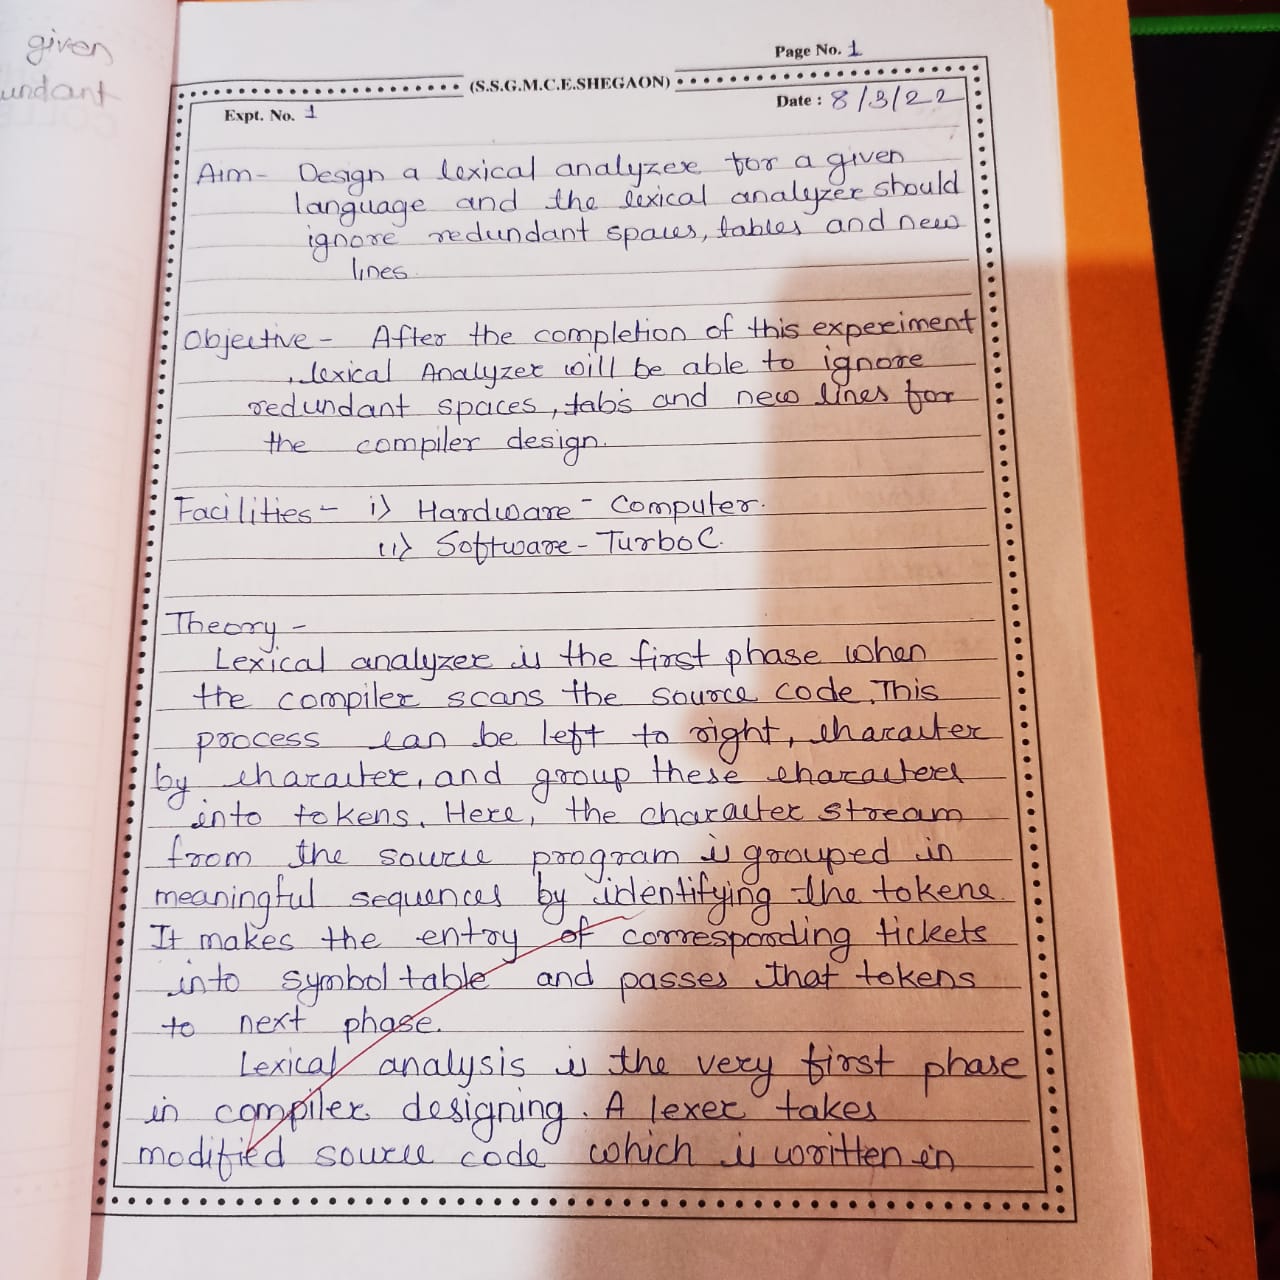 given
undant
Page No. 1
(S.S.G.M.C.E.SHEGAON)
Expt. No. 1
Date : 8/3/22
Aim- Design a lexical analyzer for a given
language and the lexical analyzer should
ignore redundant spaces, tables and new
lines.
Objective - After the completion of this experiment
, lexical Analyzer will be able to ignore
redundant spaces, tabs and new lines for
the compiler design.
Facilities - i) Hardware - Computer.
ii) Software - Turbo C.
Theory -
Lexical analyzer is the first phase when
the compiler scans the source code. This
process can be left to right, character
by character, and group these characters
into tokens. Here, the character stream
from the source program is grouped in
meaningful sequences by identifying the tokens.
It makes the entry of corresponding tickets
into symbol table and passes that tokens
to next phase.
Lexical analysis is the very first phase
in compiler designing. A lexer takes
modified source code which is written in